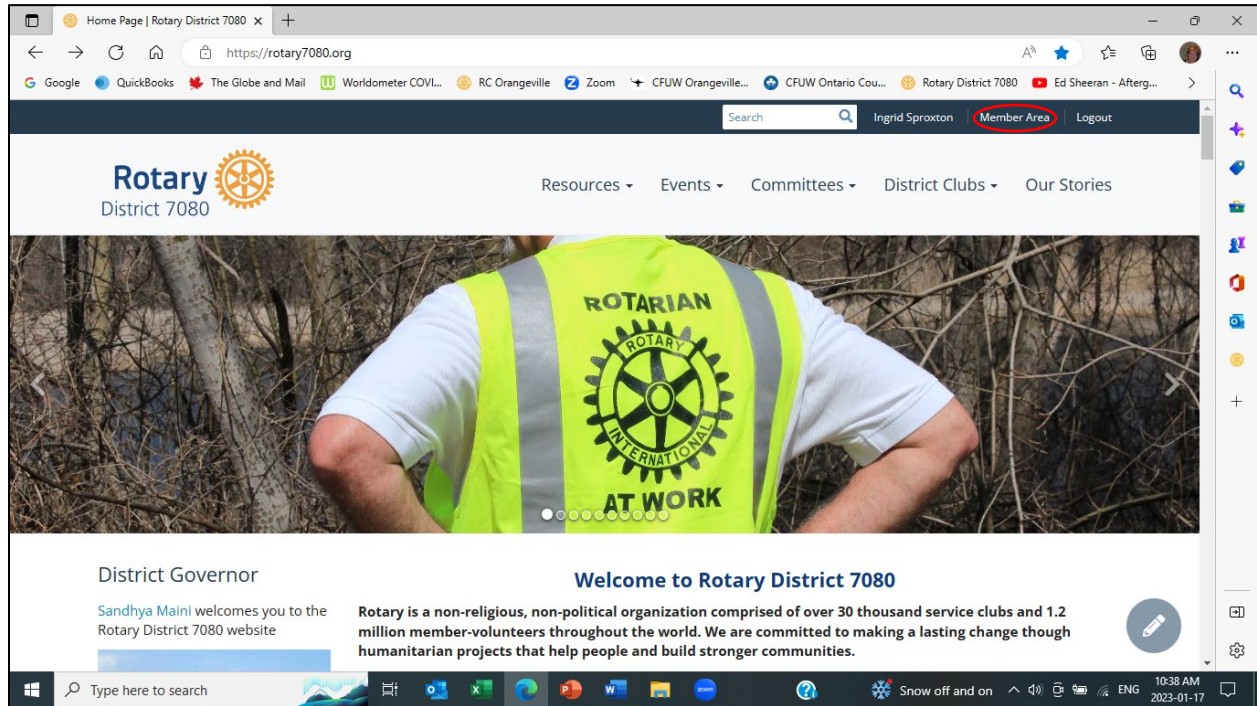 Home Page | Rotary District 7080
https://rotary7080.org
Google QuickBooks The Globe and Mail Worldometer COVI... RC Orangeville Zoom CFUW Orangeville... CFUW Ontario Cou... Rotary District 7080 Ed Sheeran - Afterg...
Search Ingrid Sproxton Member Area Logout
Rotary
District 7080
Resources Events Committees District Clubs Our Stories
ROTARIAN
ROTARY
INTERNATIONAL
AT WORK
District Governor
Sandhya Maini welcomes you to the
Rotary District 7080 website
Welcome to Rotary District 7080
Rotary is a non-religious, non-political organization comprised of over 30 thousand service clubs and 1.2
million member-volunteers throughout the world. We are committed to making a lasting change though
humanitarian projects that help people and build stronger communities.
Type here to search
zoom
Snow off and on ENG 10:38 AM
2023-01-17